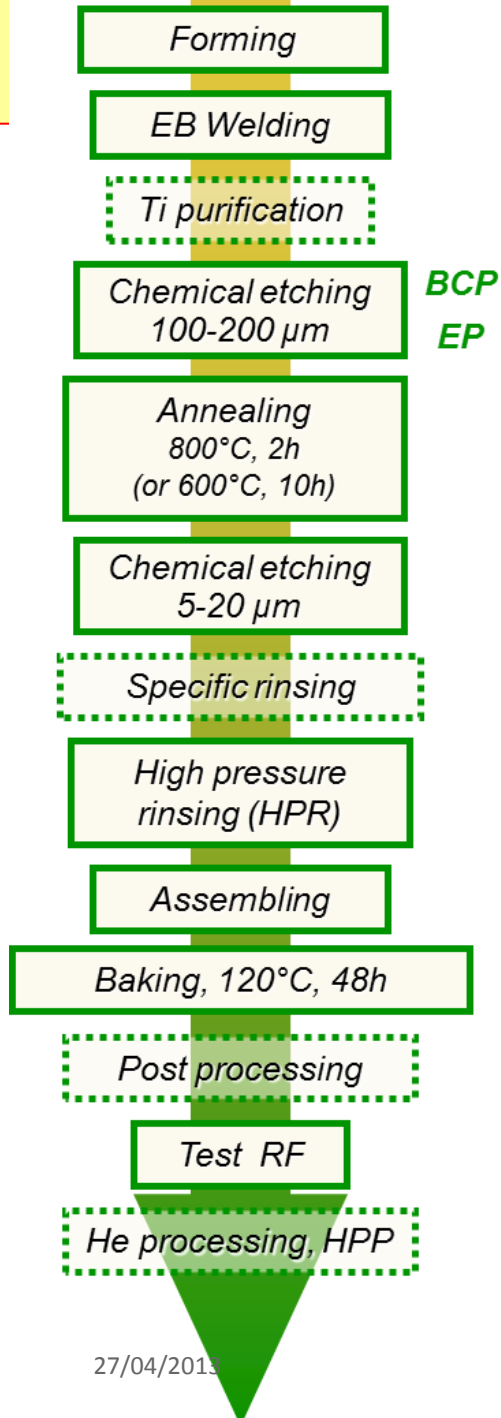 Forming
EB Welding
Ti purification
Chemical etching
100-200 µm
BCP
EP
Annealing
800°C, 2h
(or 600°C, 10h)
Chemical etching
5-20 µm
Specific rinsing
High pressure
rinsing (HPR)
Assembling
Baking, 120°C, 48h
Post processing
Test RF
He processing, HPP
27/04/2013